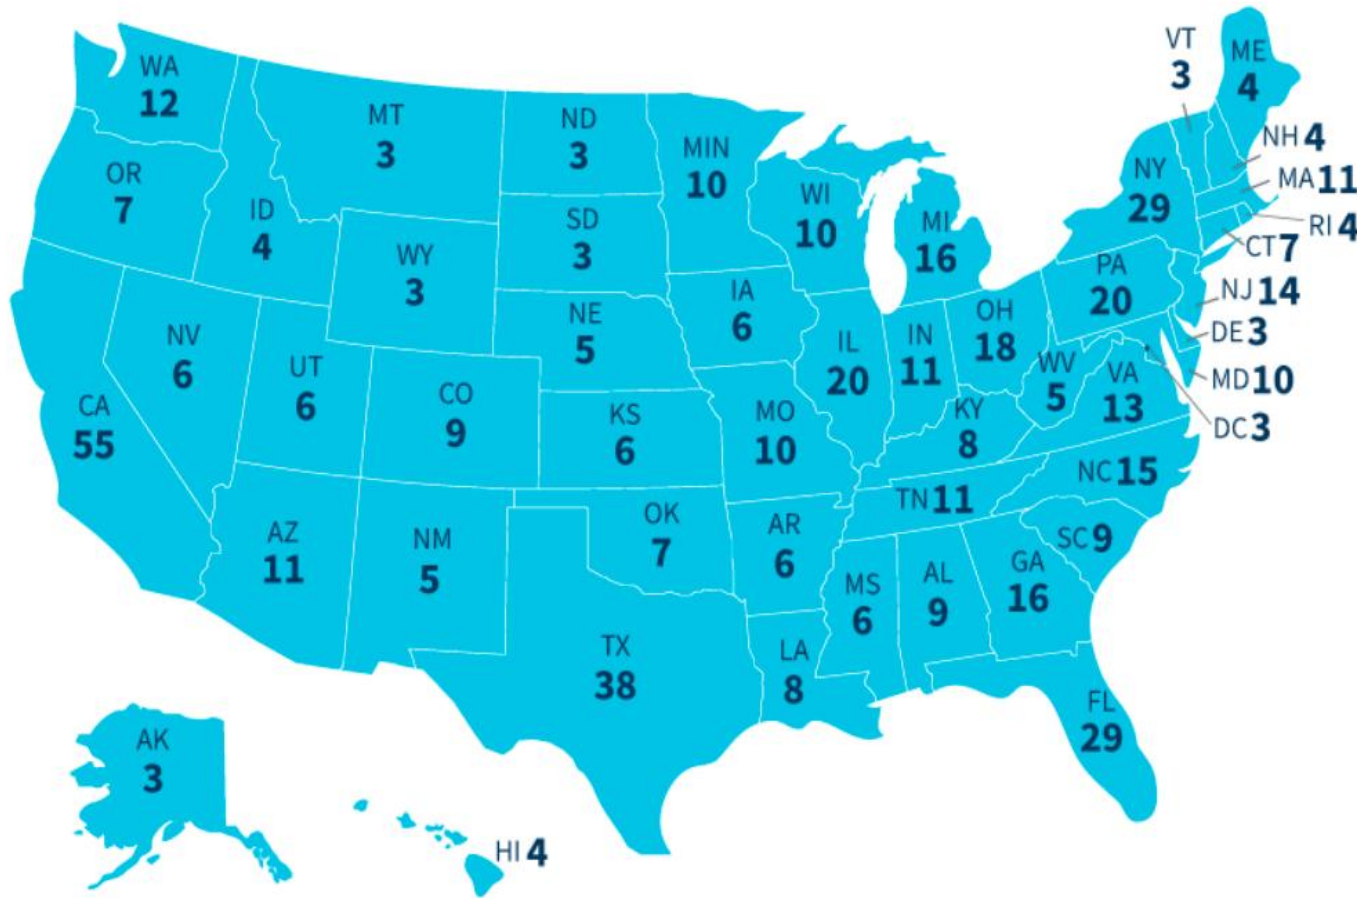 VT
3
ME
4
WA
12
MT
3
ND
3
MIN
10
NH 4
OR
7
ID
4
SD
3
WI
10
MI
16
NY
29
MA 11
RI 4
CT 7
WY
3
PA
20
NJ 14
NE
5
IA
6
IL
20
IN
11
OH
18
DE 3
NV
6
UT
6
CO
9
WV
5
VA
13
MD 10
CA
55
KS
6
MO
10
KY
8
DC 3
NC 15
TN 11
AZ
11
NM
5
OK
7
AR
6
SC 9
MS
6
AL
9
GA
16
TX
38
LA
8
FL
29
AK
3
HI 4